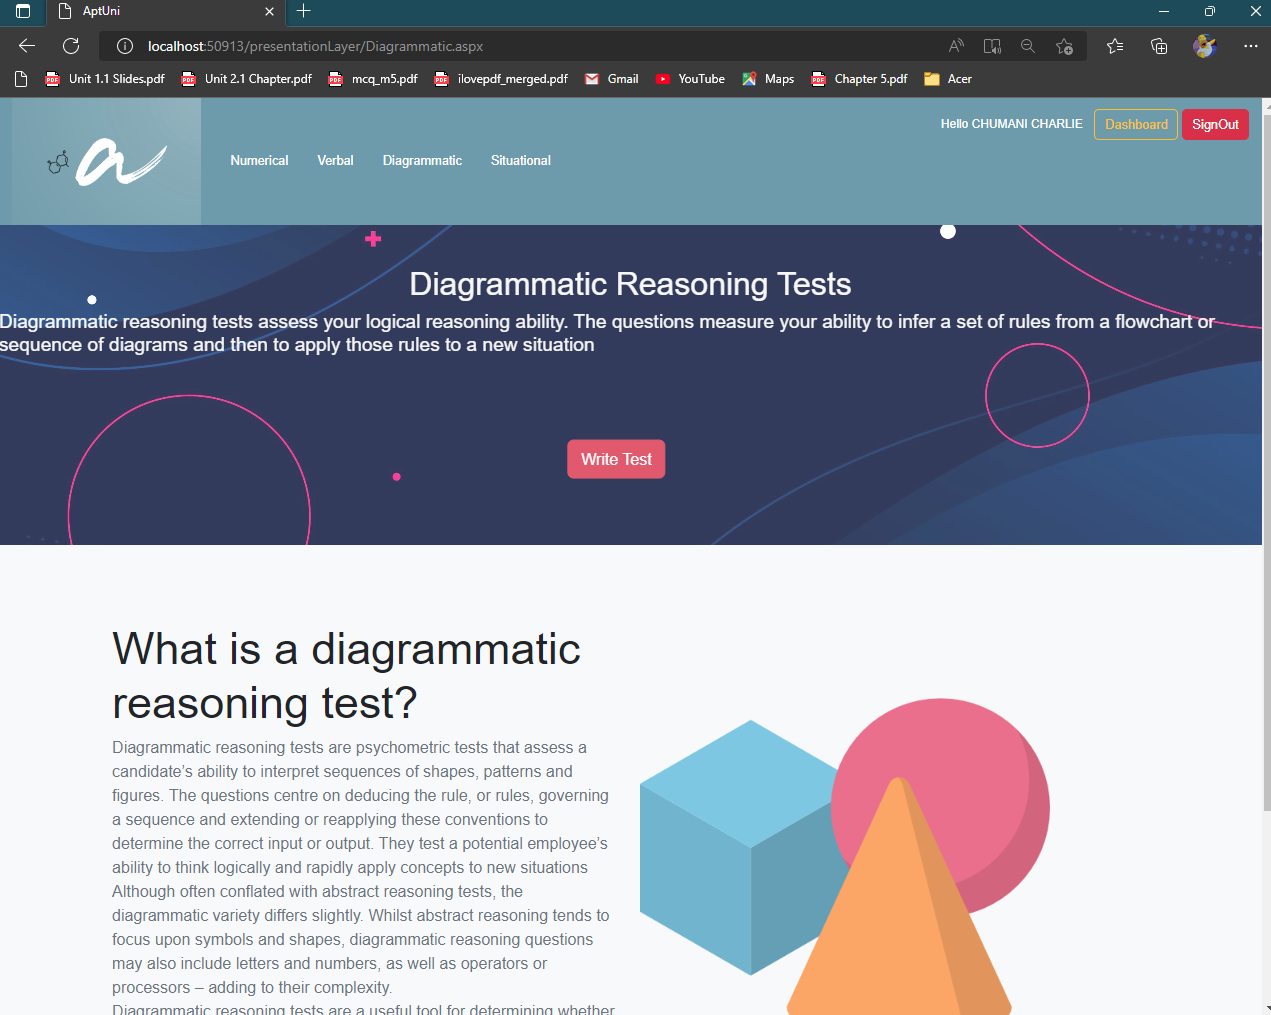 AptUni
localhost:50913/presentationLayer/Diagrammatic.aspx
Unit 1.1 Slides.pdf
Unit 2.1 Chapter.pdf
mcq_m5.pdf
ilovepdf_merged.pdf
Gmail
YouTube
Maps
Chapter 5.pdf
Acer
Hello CHUMANI CHARLIE
Dashboard
SignOut
a
Numerical
Verbal
Diagrammatic
Situational
Diagrammatic Reasoning Tests
Diagrammatic reasoning tests assess your logical reasoning ability. The questions measure your ability to infer a set of rules from a flowchart or
sequence of diagrams and then to apply those rules to a new situation
Write Test
What is a diagrammatic
reasoning test?
Diagrammatic reasoning tests are psychometric tests that assess a
candidate’s ability to interpret sequences of shapes, patterns and
figures. The questions centre on deducing the rule, or rules, governing
a sequence and extending or reapplying these conventions to
determine the correct input or output. They test a potential employee’s
ability to think logically and rapidly apply concepts to new situations
Although often conflated with abstract reasoning tests, the
diagrammatic variety differs slightly. Whilst abstract reasoning tends to
focus upon symbols and shapes, diagrammatic reasoning questions
may also include letters and numbers, as well as operators or
processors – adding to their complexity.
Diagrammatic reasoning tests are a useful tool for determining whether